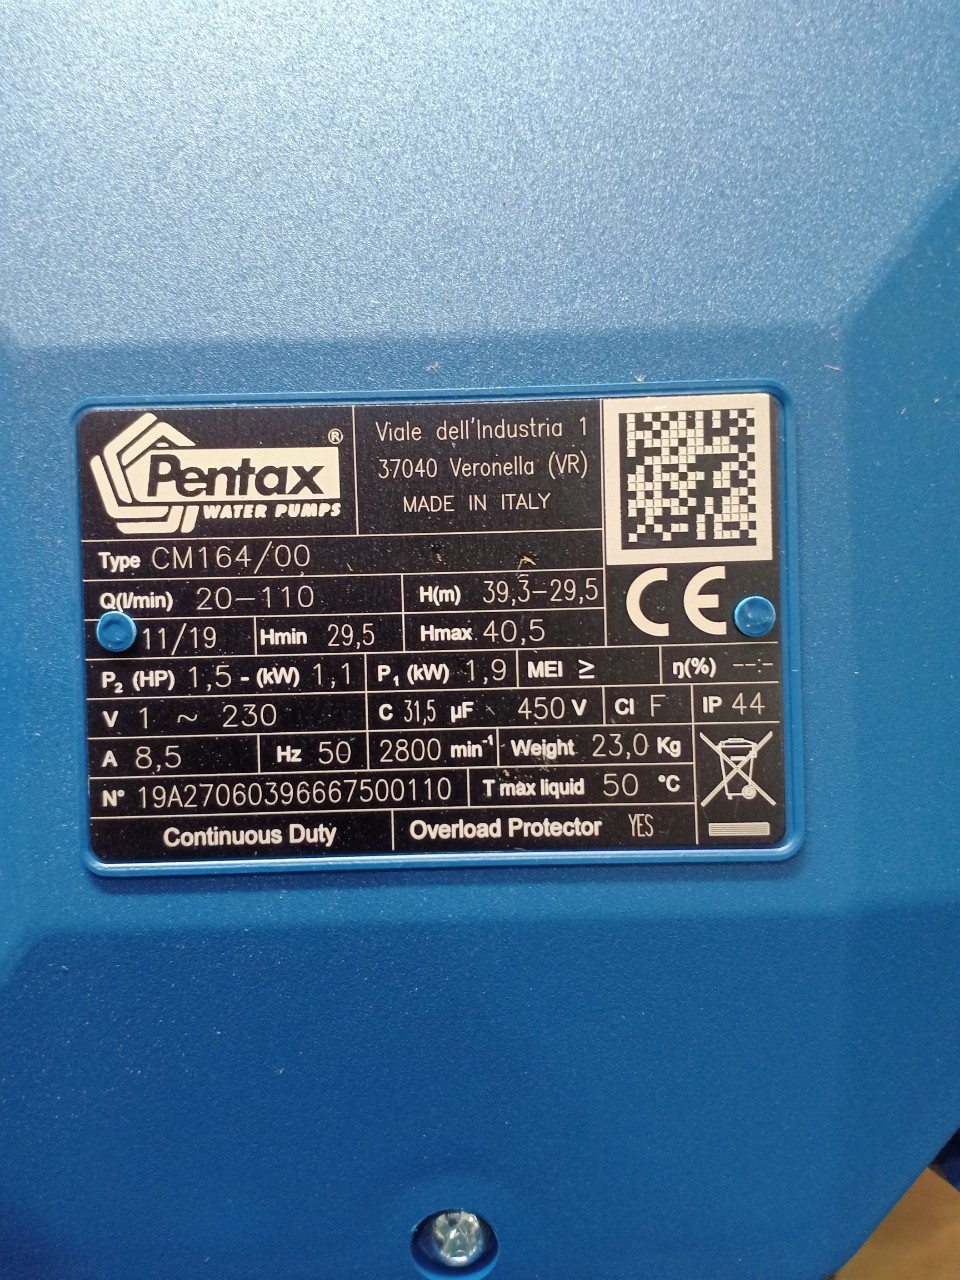 Pentax ®
WATER PUMPS
Viale dell'Industria 1
37040 Veronella (VR)
MADE IN ITALY
Type CM164/00
Q(l/min) 20-110 H(m) 39,3-29,5
11/19 Hmin 29,5 Hmax 40,5
CE
P₂ (HP) 1,5 - (kW) 1,1 P₁ (kW) 1,9 MEI ≥ η(%) --:-
V 1 ~ 230 C 31,5 µF 450 V Cl F IP 44
A 8,5 Hz 50 2800 min⁻¹ Weight 23,0 Kg
N° 19A27060396667500110 T max liquid 50 °C
Continuous Duty Overload Protector YES